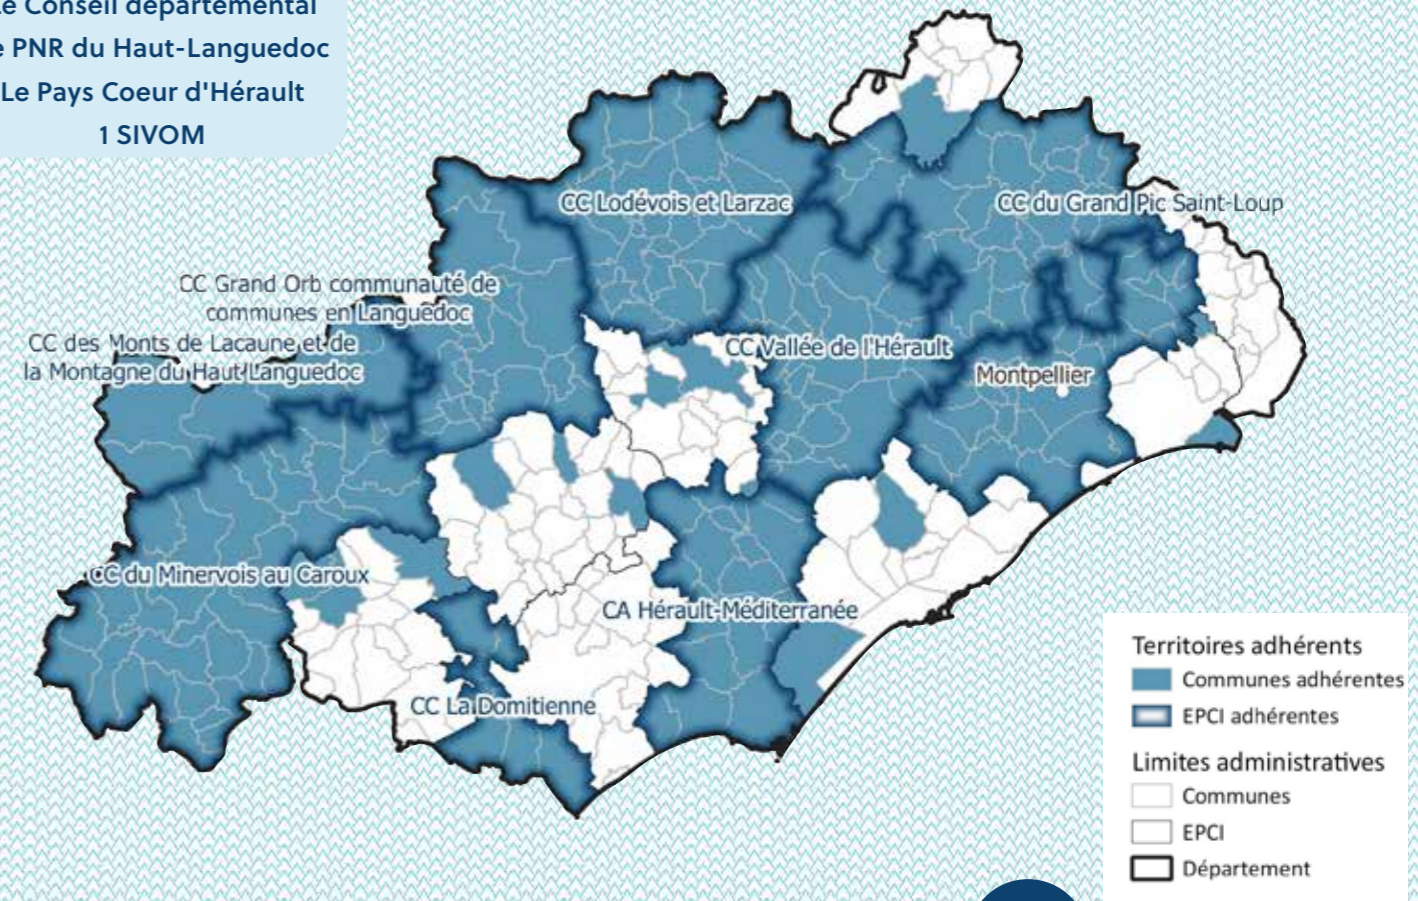 Conseil départemental
PNR du Haut-Languedoc
Le Pays Coeur d'Hérault
1 SIVOM
CC Lodévois et Larzac
CC du Grand Pic Saint-Loup
CC Grand Orb communauté de
communes en Languedoc
CC des Monts de Lacaune et de
la Montagne du Haut Languedoc
CC Vallée de l'Hérault
Montpellier
CC du Minervois au Caroux
CA Hérault-Méditerranée
CC La Domitienne
Territoires adhérents
Communes adhérentes
EPCI adhérentes
Limites administratives
Communes
EPCI
Département